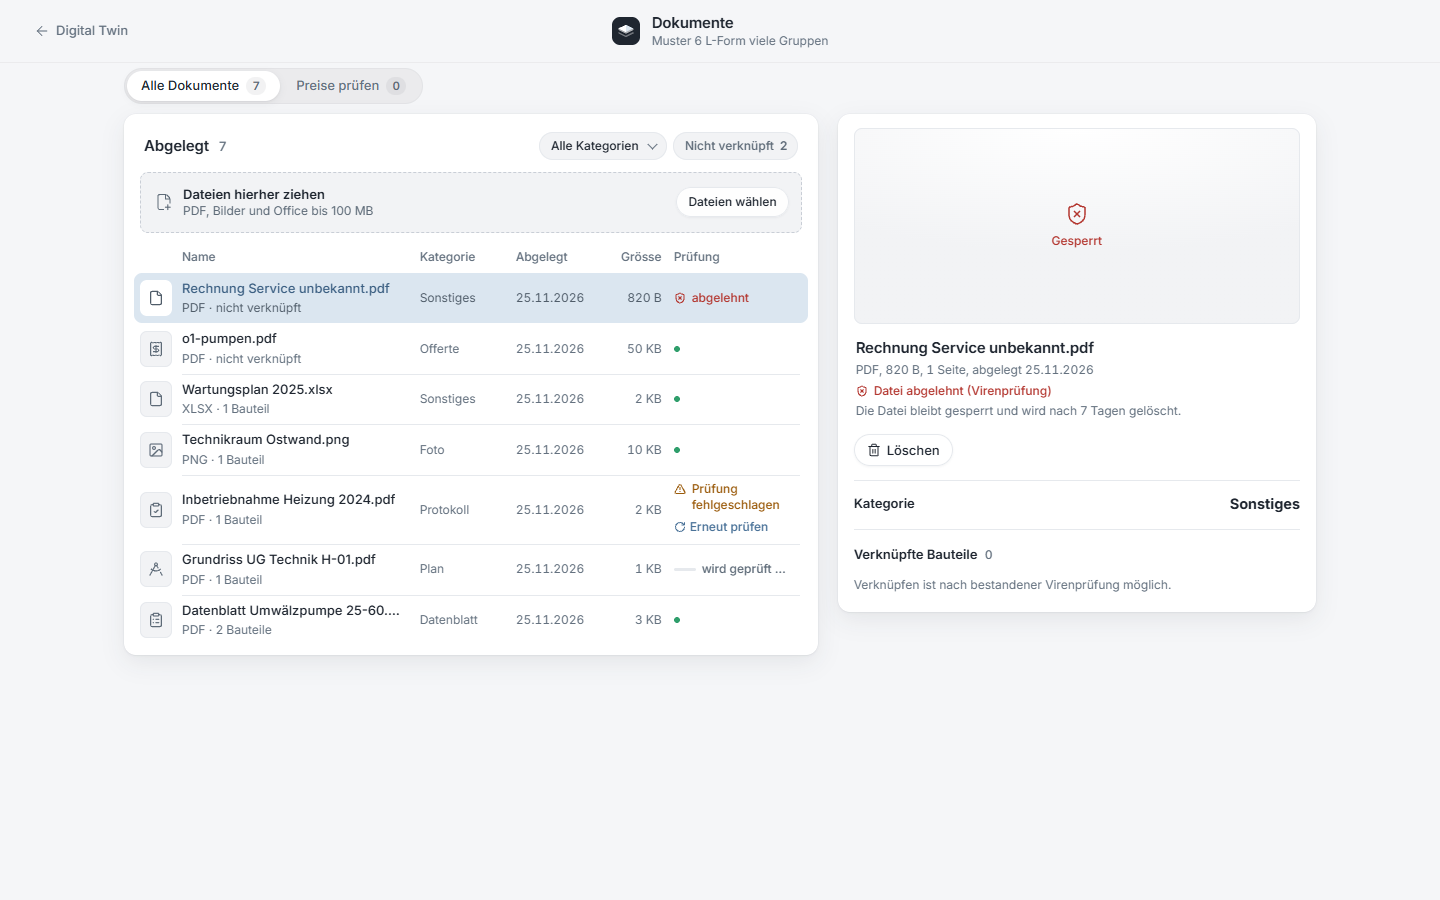 Digital Twin
Dokumente
Muster 6 L-Form viele Gruppen
Alle Dokumente 7
Preise prüfen 0
Abgelegt 7
Alle Kategorien
Nicht verknüpft 2
Dateien hierher ziehen
PDF, Bilder und Office bis 100 MB
Dateien wählen
Name Kategorie Abgelegt Grösse Prüfung
Rechnung Service unbekannt.pdf
PDF · nicht verknüpft
Sonstiges 25.11.2026 820 B abgelehnt
o1-pumpen.pdf
PDF · nicht verknüpft
Offerte 25.11.2026 50 KB
Wartungsplan 2025.xlsx
XLSX · 1 Bauteil
Sonstiges 25.11.2026 2 KB
Technikraum Ostwand.png
PNG · 1 Bauteil
Foto 25.11.2026 10 KB
Inbetriebnahme Heizung 2024.pdf
PDF · 1 Bauteil
Protokoll 25.11.2026 2 KB
Prüfung
fehlgeschlagen
Erneut prüfen
Grundriss UG Technik H-01.pdf
PDF · 1 Bauteil
Plan 25.11.2026 1 KB wird geprüft ...
Datenblatt Umwälzpumpe 25-60....
PDF · 2 Bauteile
Datenblatt 25.11.2026 3 KB
Gesperrt
Rechnung Service unbekannt.pdf
PDF, 820 B, 1 Seite, abgelegt 25.11.2026
Datei abgelehnt (Virenprüfung)
Die Datei bleibt gesperrt und wird nach 7 Tagen gelöscht.
Löschen
Kategorie Sonstiges
Verknüpfte Bauteile 0
Verknüpfen ist nach bestandener Virenprüfung möglich.